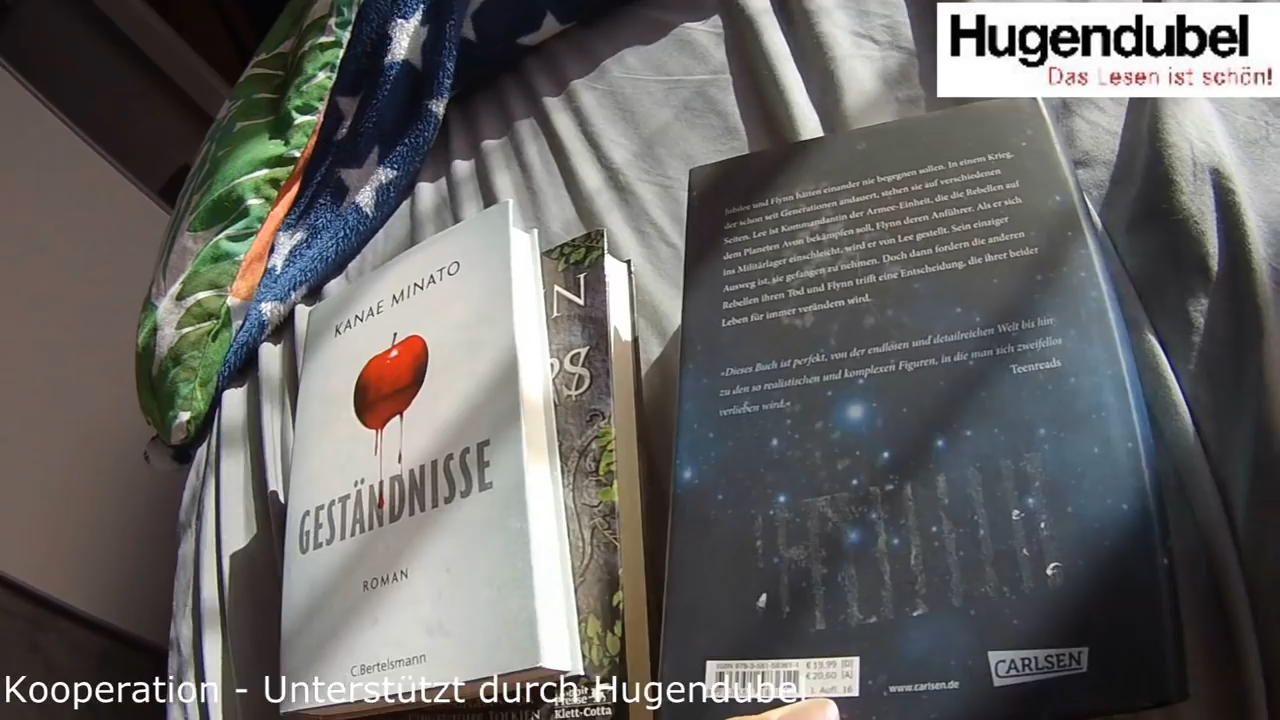 Hugendubel
Das Lesen ist schön!
KANAE MINATO
GESTÄNDNISSE
ROMAN
C.Bertelsmann
N
RS
Klett-Cotta
Jubilee und Flynn hätten einander nie begegnen sollen. In einem Krieg,
der schon seit Generationen andauert, stehen sie auf verschiedenen
Seiten. Lee ist Kommandantin der Armee-Einheit, die die Rebellen auf
dem Planeten Avon bekämpfen soll, Flynn deren Anführer. Als er sich
ins Militärlager einschleicht, wird er von Lee gestellt. Sein einziger
Ausweg ist, sie gefangen zu nehmen. Doch dann fordern die anderen
Rebellen ihren Tod und Flynn trifft eine Entscheidung, die ihrer beider
Leben für immer verändern wird.
»Dieses Buch ist perfekt, von der endlosen und detailreichen Welt bis hin
zu den so realistischen und komplexen Figuren, in die man sich zweifellos
verlieben wird.«
Teenreads
€ 19,99 [D]
€ 20,60 [A]
1. Aufl. 16
www.carlsen.de
CARLSEN
Kooperation - Unterstützt durch Hugendubel